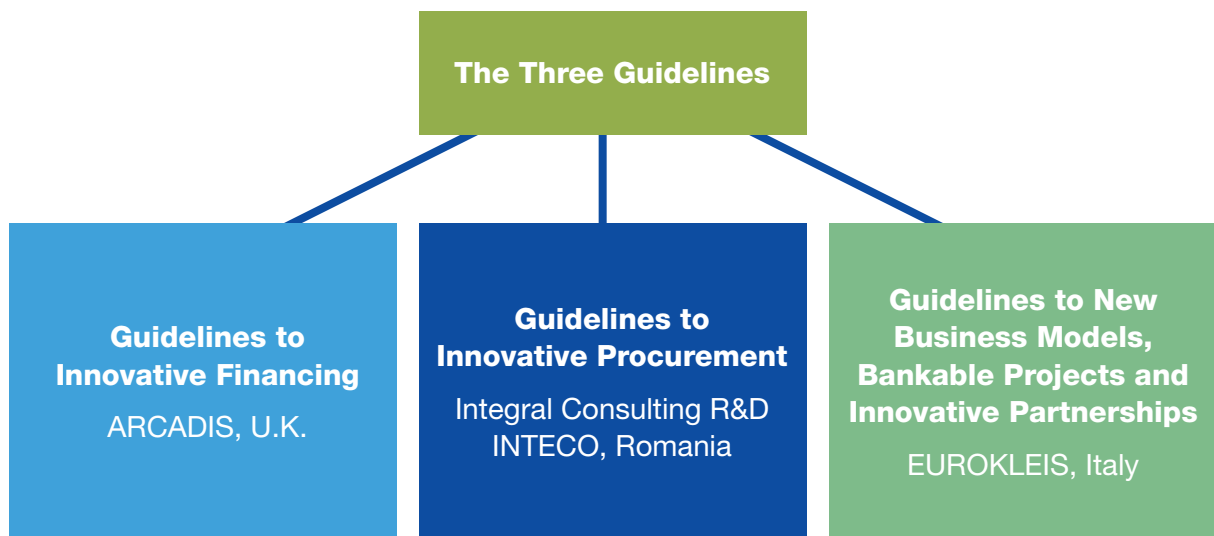 The Three Guidelines
Guidelines to
Innovative Financing
ARCADIS, U.K.
Guidelines to
Innovative Procurement
Integral Consulting R&D
INTECO, Romania
Guidelines to New
Business Models,
Bankable Projects and
Innovative Partnerships
EUROKLEIS, Italy